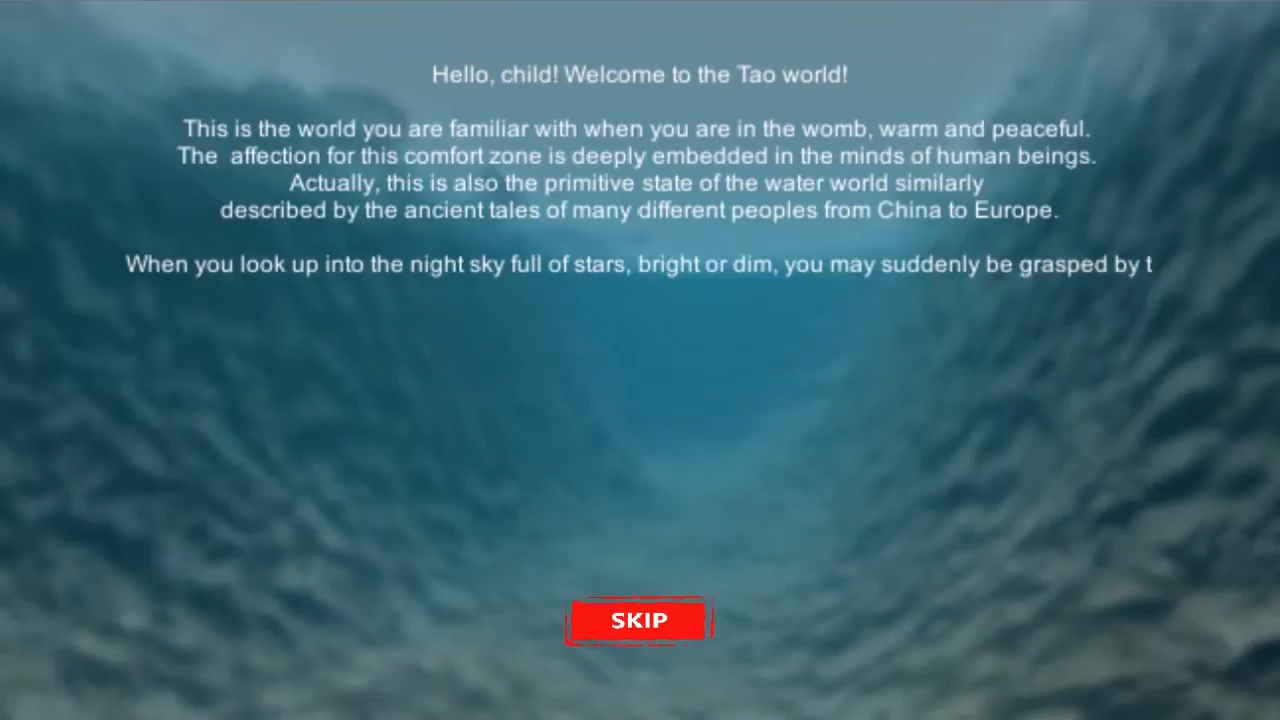 Hello, child! Welcome to the Tao world!
This is the world you are familiar with when you are in the womb, warm and peaceful.
The  affection for this comfort zone is deeply embedded in the minds of human beings.
Actually, this is also the primitive state of the water world similarly
described by the ancient tales of many different peoples from China to Europe.
When you look up into the night sky full of stars, bright or dim, you may suddenly be grasped by t
SKIP